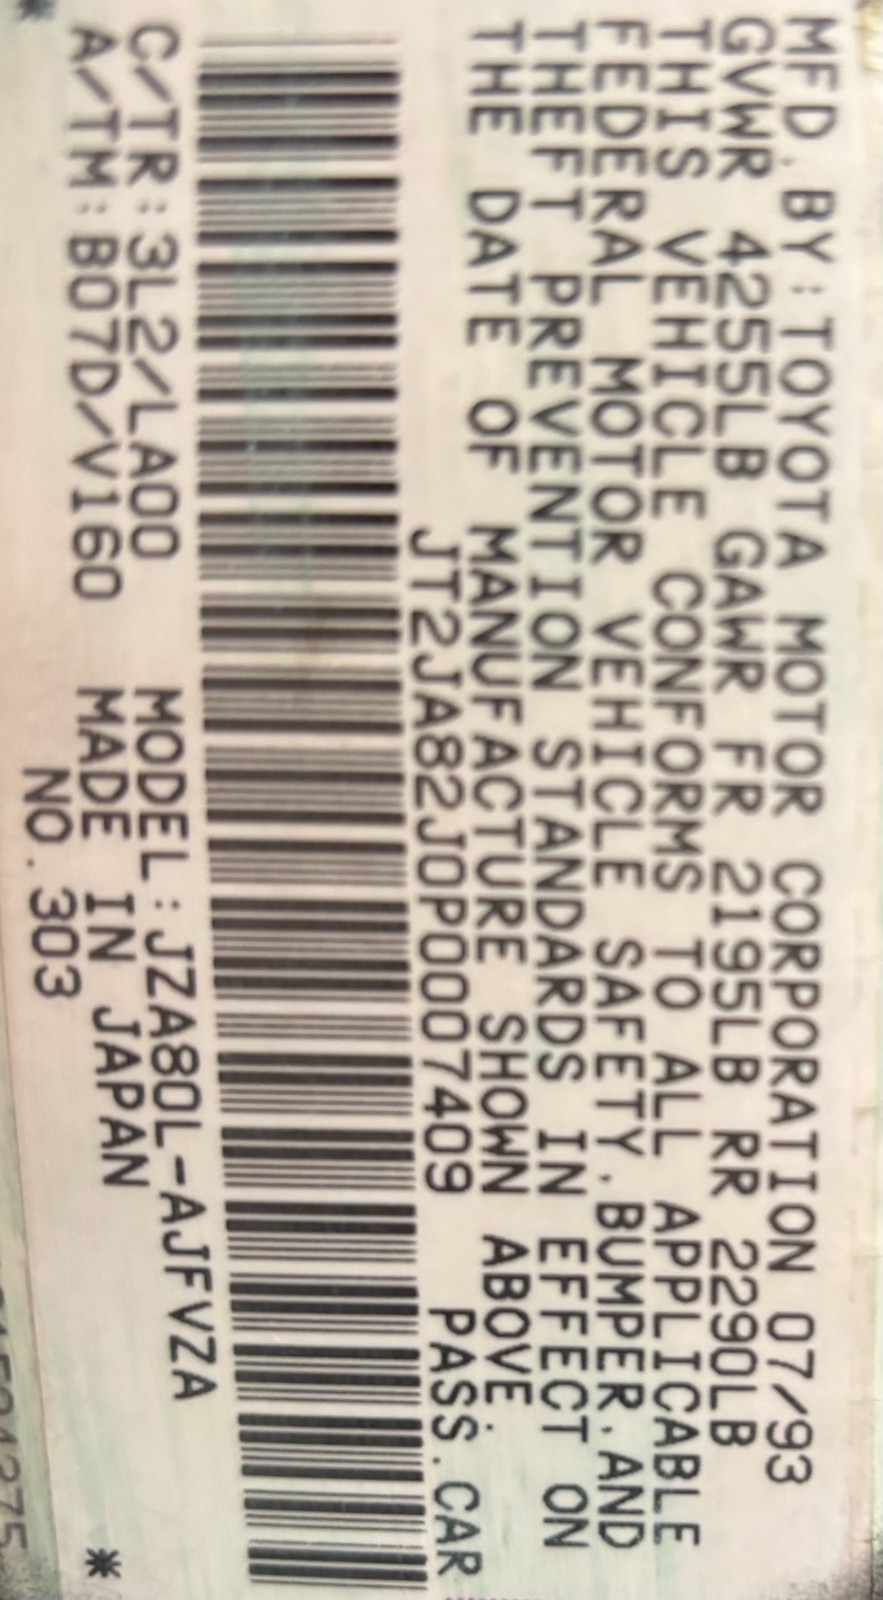 MFD.BY:TOYOTA MOTOR CORPORATION 07/93
GVWR 4255LB GAWR FR 2195LB RR 2290LB
THIS VEHICLE CONFORMS TO ALL APPLICABLE
FEDERAL MOTOR VEHICLE SAFETY.BUMPER.AND
THEFT PREVENTION STANDARDS IN EFFECT ON
THE DATE OF MANUFACTURE SHOWN ABOVE.
JT2JA82J0P0007409 PASS.CAR
C/TR:3L2/LA00 MODEL:JZA80L-AJFVZA
A/TM:B07D/V160 MADE IN JAPAN *
* NO.303